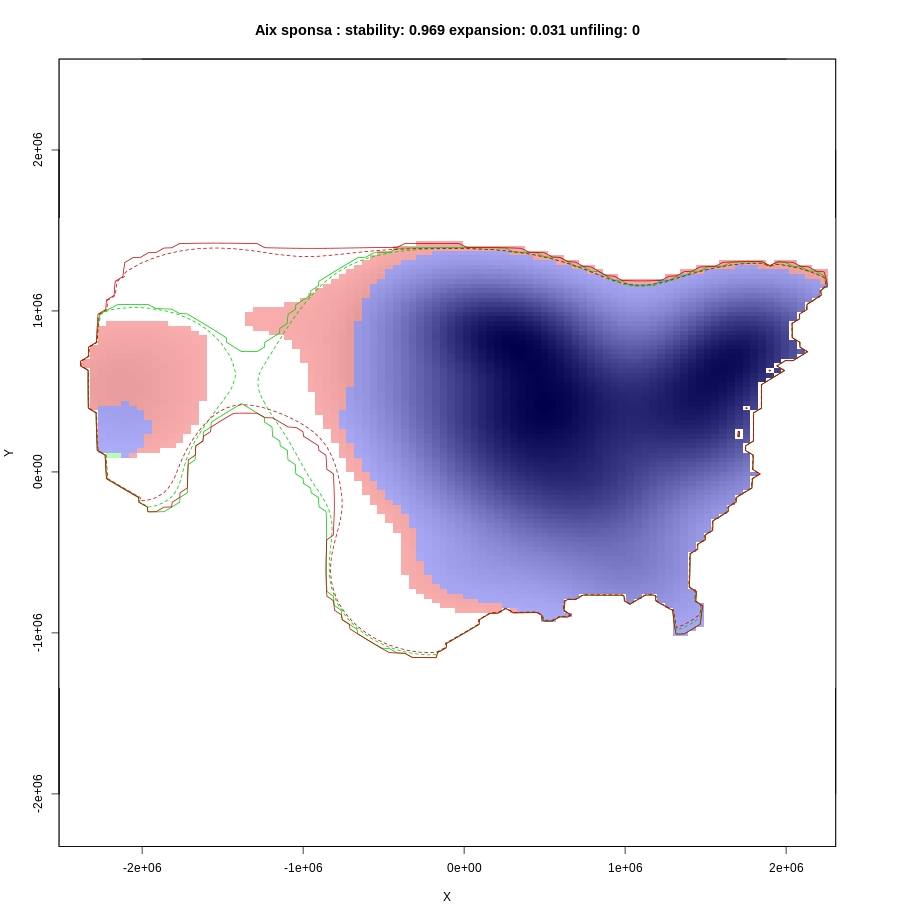 Aix sponsa : stability: 0.969 expansion: 0.031 unfiling: 0
2e+06
1e+06
0e+00
-1e+06
-2e+06
Y
-2e+06 -1e+06 0e+00 1e+06 2e+06
X